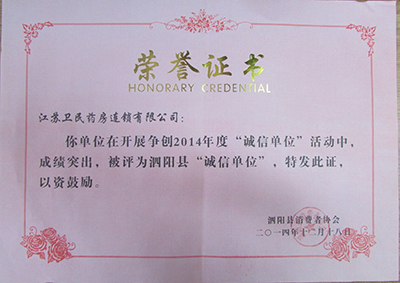 荣誉证书
HONORARY CREDENTIAL
江苏卫民药房连锁有限公司：
你单位在开展争创2014年度“诚信单位”活动中，
成绩突出，被评为泗阳县“诚信单位”，特发此证，
以资鼓励。
泗阳县消费者协会
二〇一四年十二月十八日